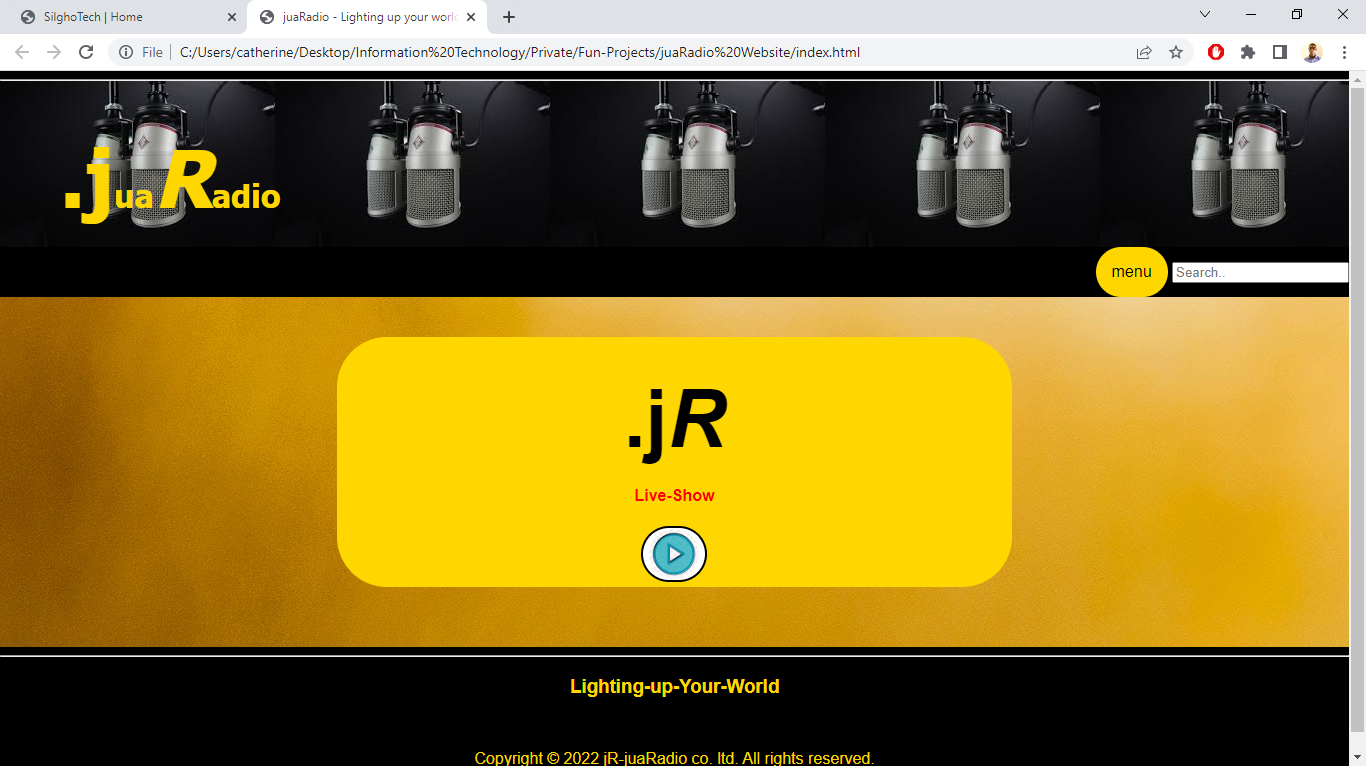 SilghoTech | Home
juaRadio - Lighting up your world
File
C:/Users/catherine/Desktop/Information%20Technology/Private/Fun-Projects/juaRadio%20Website/index.html
.juaRadio
menu
Search..
.jR
Live-Show
Lighting-up-Your-World
Copyright © 2022 jR-juaRadio co. ltd. All rights reserved.